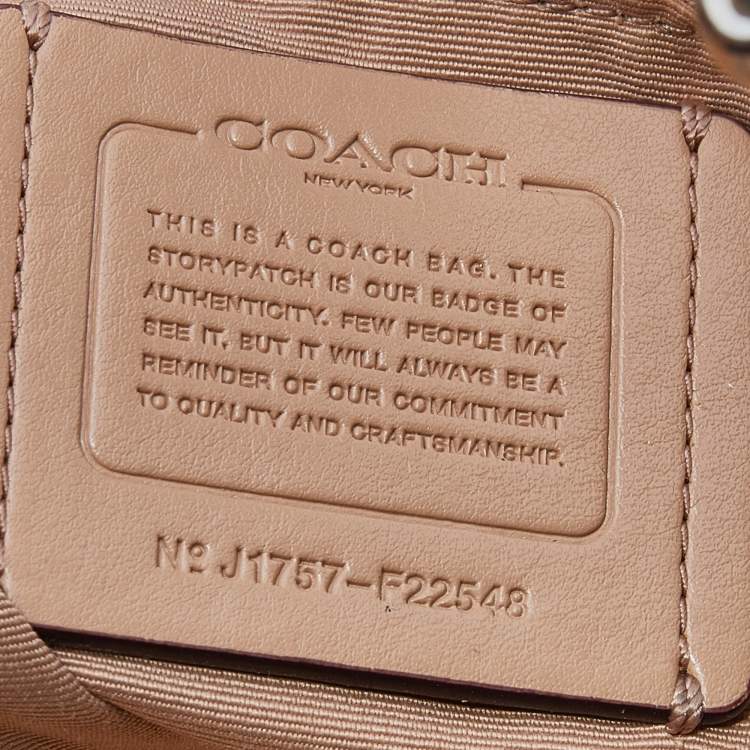 COACH
NEW YORK
THIS IS A COACH BAG. THE
STORYPATCH IS OUR BADGE OF
AUTHENTICITY. FEW PEOPLE MAY
SEE IT, BUT IT WILL ALWAYS BE A
REMINDER OF OUR COMMITMENT
TO QUALITY AND CRAFTSMANSHIP.
Nº J1757-F22548